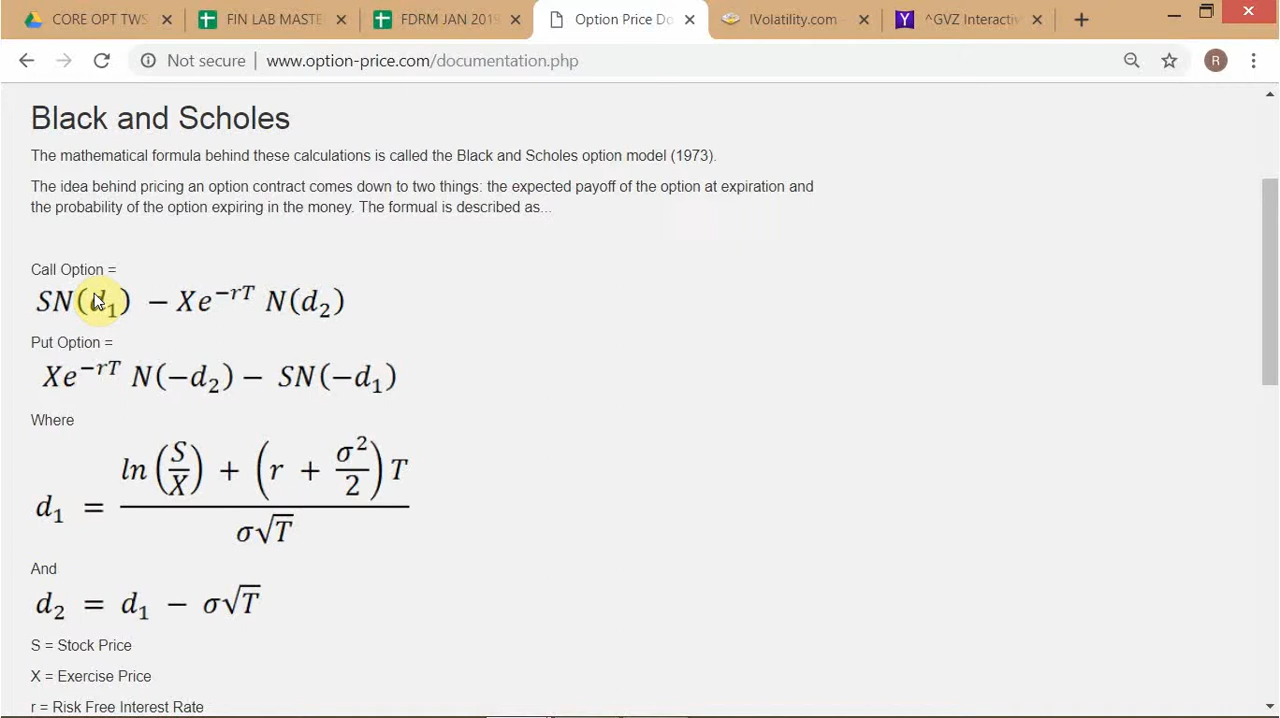 CORE OPT TWS
FIN LAB MASTE
FDRM JAN 2019
Option Price Do
IVolatility.com -
^GVZ Interactiv
Not secure | www.option-price.com/documentation.php
R
Black and Scholes
The mathematical formula behind these calculations is called the Black and Scholes option model (1973).
The idea behind pricing an option contract comes down to two things: the expected payoff of the option at expiration and
the probability of the option expiring in the money. The formual is described as...
Call Option =
SN(d₁) − Xe^−rT N(d₂)
Put Option =
Xe^−rT N(−d₂) − SN(−d₁)
Where
d₁ = (ln(S/X) + (r + σ²/2)T) / (σ√T)
And
d₂ = d₁ − σ√T
S = Stock Price
X = Exercise Price
r = Risk Free Interest Rate